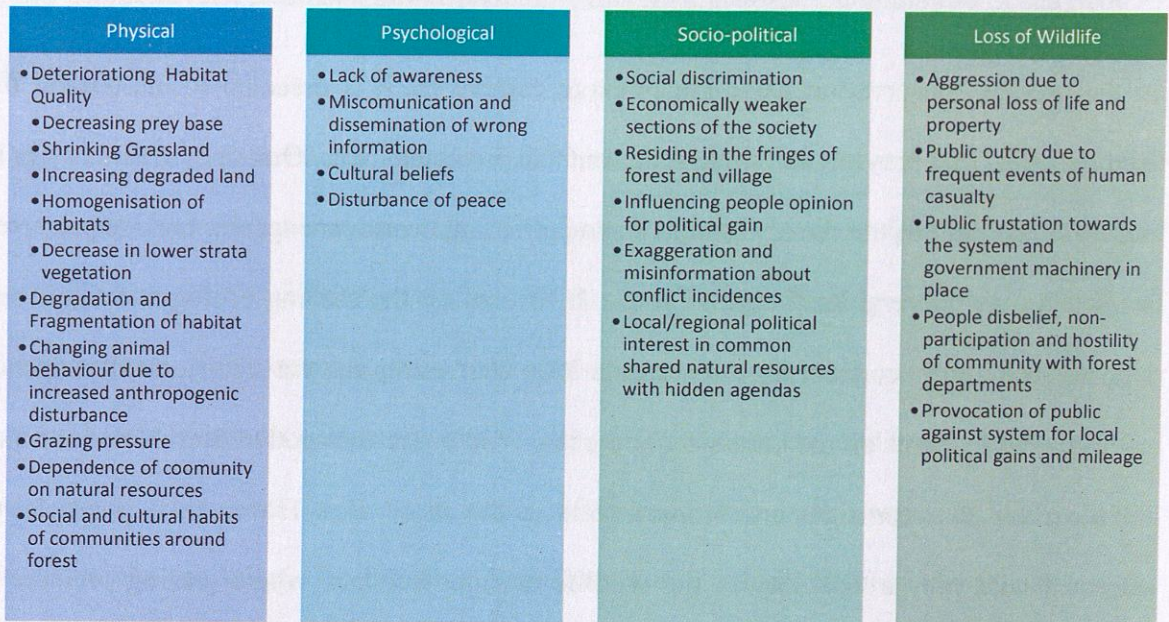 Physical
• Deteriorationg Habitat
Quality
• Decreasing prey base
• Shrinking Grassland
• Increasing degraded land
• Homogenisation of
habitats
• Decrease in lower strata
vegetation
• Degradation and
Fragmentation of habitat
• Changing animal
behaviour due to
increased anthropogenic
disturbance
• Grazing pressure
• Dependence of coomunity
on natural resources
• Social and cultural habits
of communities around
forest
Psychological
• Lack of awareness
• Miscomunication and
dissemination of wrong
information
• Cultural beliefs
• Disturbance of peace
Socio-political
• Social discrimination
• Economically weaker
sections of the society
• Residing in the fringes of
forest and village
• Influencing people opinion
for political gain
• Exaggeration and
misinformation about
conflict incidences
• Local/regional political
interest in common
shared natural resources
with hidden agendas
Loss of Wildlife
• Aggression due to
personal loss of life and
property
• Public outcry due to
frequent events of human
casualty
• Public frustation towards
the system and
government machinery in
place
• People disbelief, non-
participation and hostility
of community with forest
departments
• Provocation of public
against system for local
political gains and mileage